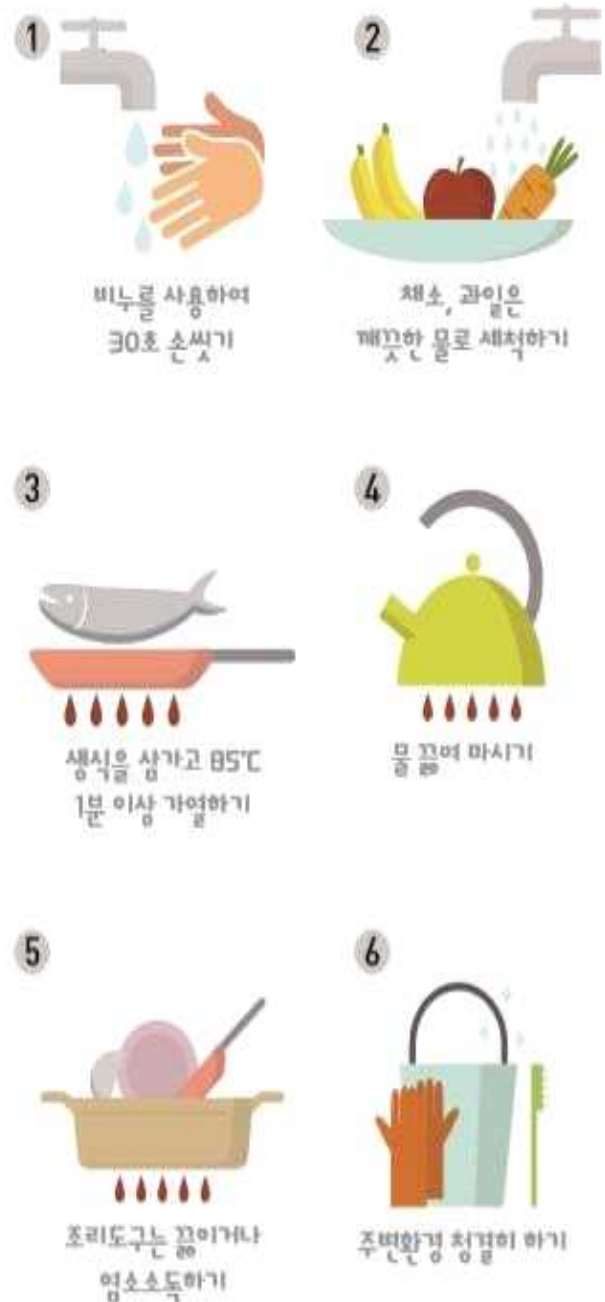 1
비누를 사용하여
30초 손씻기
2
채소, 과일은
깨끗한 물로 세척하기
3
생식을 삼가고 85℃
1분 이상 가열하기
4
물 끓여 마시기
5
조리도구는 끓이거나
염소소독하기
6
주변환경 청결히 하기